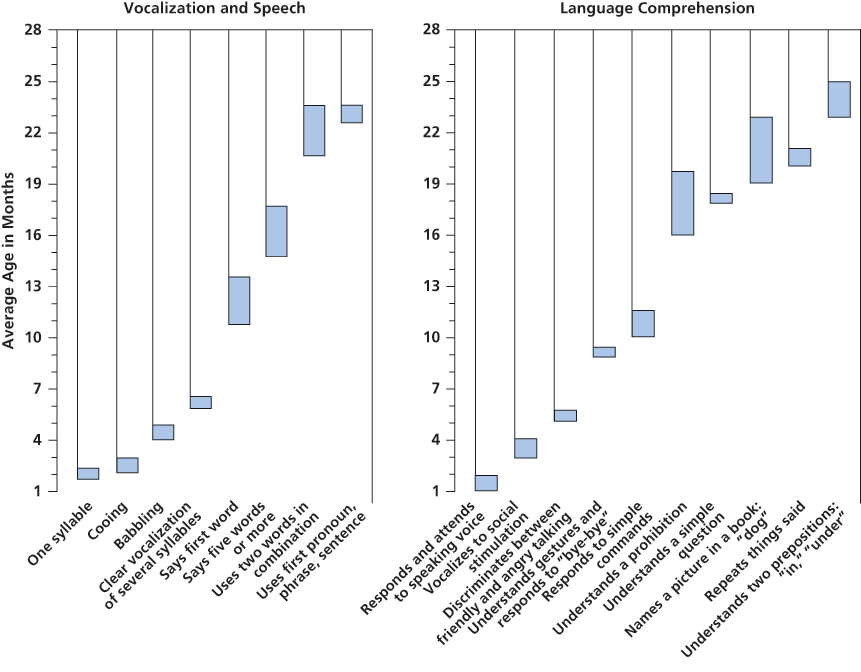 Vocalization and Speech
Language Comprehension
Average Age in Months
28
25
22
19
16
13
10
7
4
1
One syllable
Cooing
Babbling
Clear vocalization
of several syllables
Says first word
Says five words
or more
Uses two words in
combination
Uses first pronoun,
phrase, sentence
28
25
22
19
16
13
10
7
4
1
Responds and attends
to speaking voice
Vocalizes to social
stimulation
Discriminates between
friendly and angry talking
Understands gestures and
responds to “bye-bye”
Responds to simple
commands
Understands a prohibition
Understands a simple
question
Names a picture in a book:
“dog”
Repeats things said
Understands two prepositions:
“in,” “under”